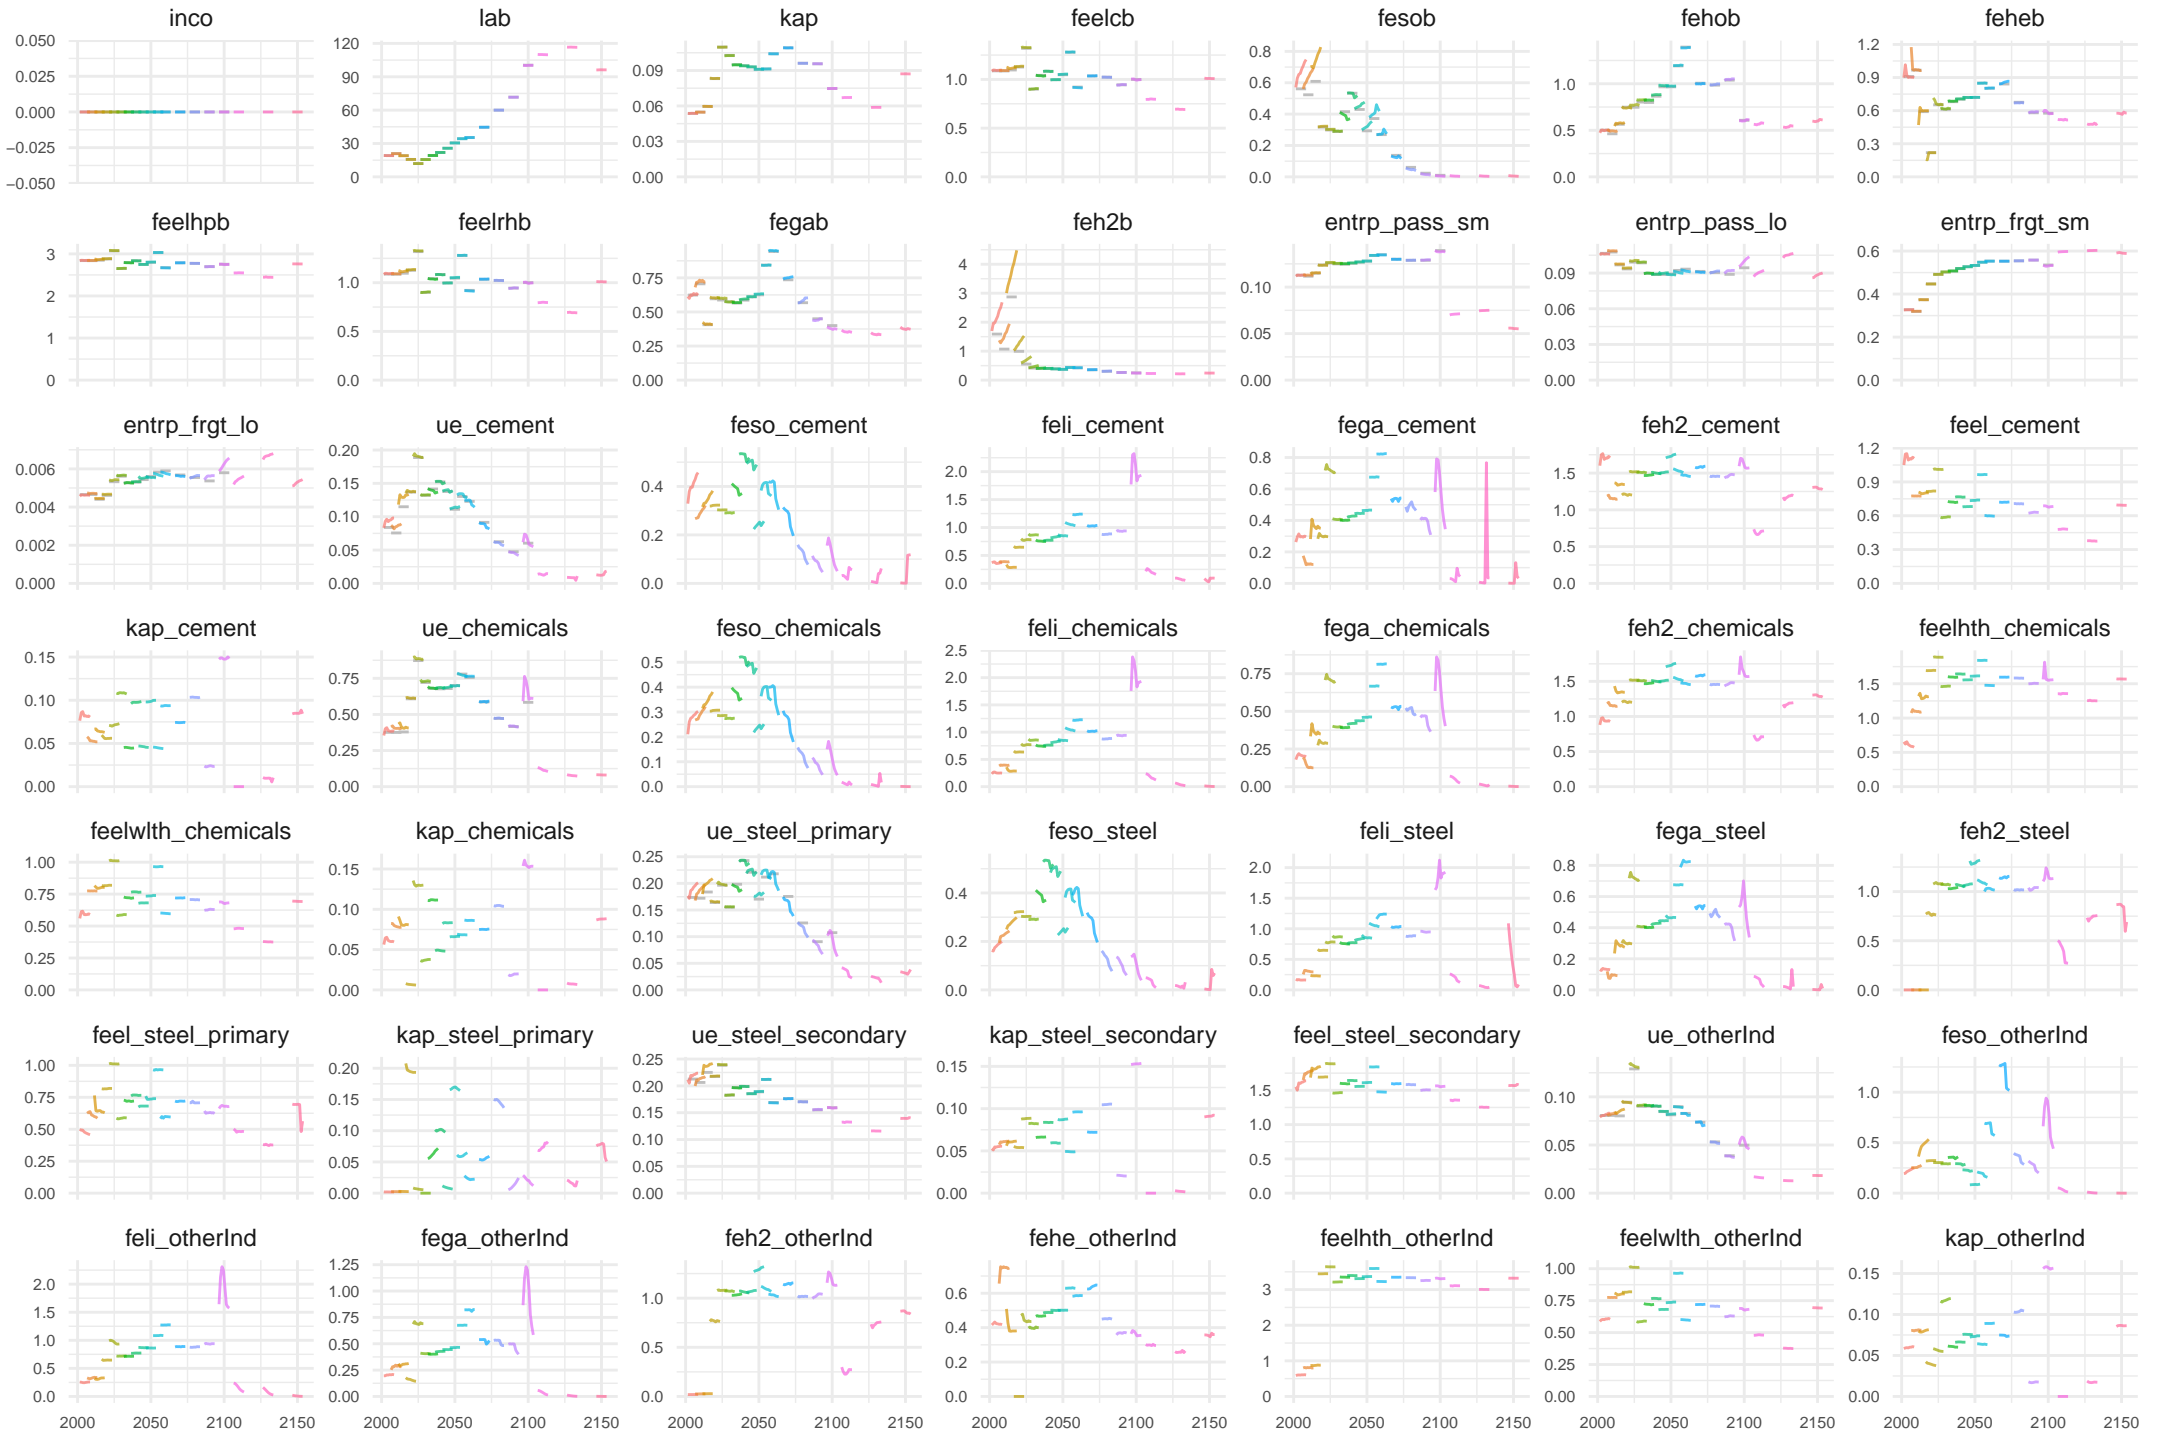 inco lab kap feelcb fesob fehob feheb
0.050 0.025 0.000 −0.025 −0.050
120 90 60 30 0
0.09 0.06 0.03 0.00
1.0 0.5 0.0
0.8 0.6 0.4 0.2 0.0
1.0 0.5 0.0
1.2 0.9 0.6 0.3 0.0
feelhpb feelrhb fegab feh2b entrp_pass_sm entrp_pass_lo entrp_frgt_sm
3 2 1 0
1.0 0.5 0.0
0.75 0.50 0.25 0.00
4 3 2 1 0
0.10 0.05 0.00
0.09 0.06 0.03 0.00
0.6 0.4 0.2 0.0
entrp_frgt_lo ue_cement feso_cement feli_cement fega_cement feh2_cement feel_cement
0.006 0.004 0.002 0.000
0.20 0.15 0.10 0.05 0.00
0.4 0.2 0.0
2.0 1.5 1.0 0.5 0.0
0.8 0.6 0.4 0.2 0.0
1.5 1.0 0.5 0.0
1.2 0.9 0.6 0.3 0.0
kap_cement ue_chemicals feso_chemicals feli_chemicals fega_chemicals feh2_chemicals feelhth_chemicals
0.15 0.10 0.05 0.00
0.75 0.50 0.25 0.00
0.5 0.4 0.3 0.2 0.1 0.0
2.5 2.0 1.5 1.0 0.5 0.0
0.75 0.50 0.25 0.00
1.5 1.0 0.5 0.0
1.5 1.0 0.5 0.0
feelwlth_chemicals kap_chemicals ue_steel_primary feso_steel feli_steel fega_steel feh2_steel
1.00 0.75 0.50 0.25 0.00
0.15 0.10 0.05 0.00
0.25 0.20 0.15 0.10 0.05 0.00
0.4 0.2 0.0
2.0 1.5 1.0 0.5 0.0
0.8 0.6 0.4 0.2 0.0
1.0 0.5 0.0
feel_steel_primary kap_steel_primary ue_steel_secondary kap_steel_secondary feel_steel_secondary ue_otherInd feso_otherInd
1.00 0.75 0.50 0.25 0.00
0.20 0.15 0.10 0.05 0.00
0.25 0.20 0.15 0.10 0.05 0.00
0.15 0.10 0.05 0.00
1.5 1.0 0.5 0.0
0.10 0.05 0.00
1.0 0.5 0.0
feli_otherInd fega_otherInd feh2_otherInd fehe_otherInd feelhth_otherInd feelwlth_otherInd kap_otherInd
2.0 1.5 1.0 0.5 0.0
1.25 1.00 0.75 0.50 0.25 0.00
1.0 0.5 0.0
0.6 0.4 0.2 0.0
3 2 1 0
1.00 0.75 0.50 0.25 0.00
0.15 0.10 0.05 0.00
2000 2050 2100 2150 2000 2050 2100 2150 2000 2050 2100 2150 2000 2050 2100 2150 2000 2050 2100 2150 2000 2050 2100 2150 2000 2050 2100 2150